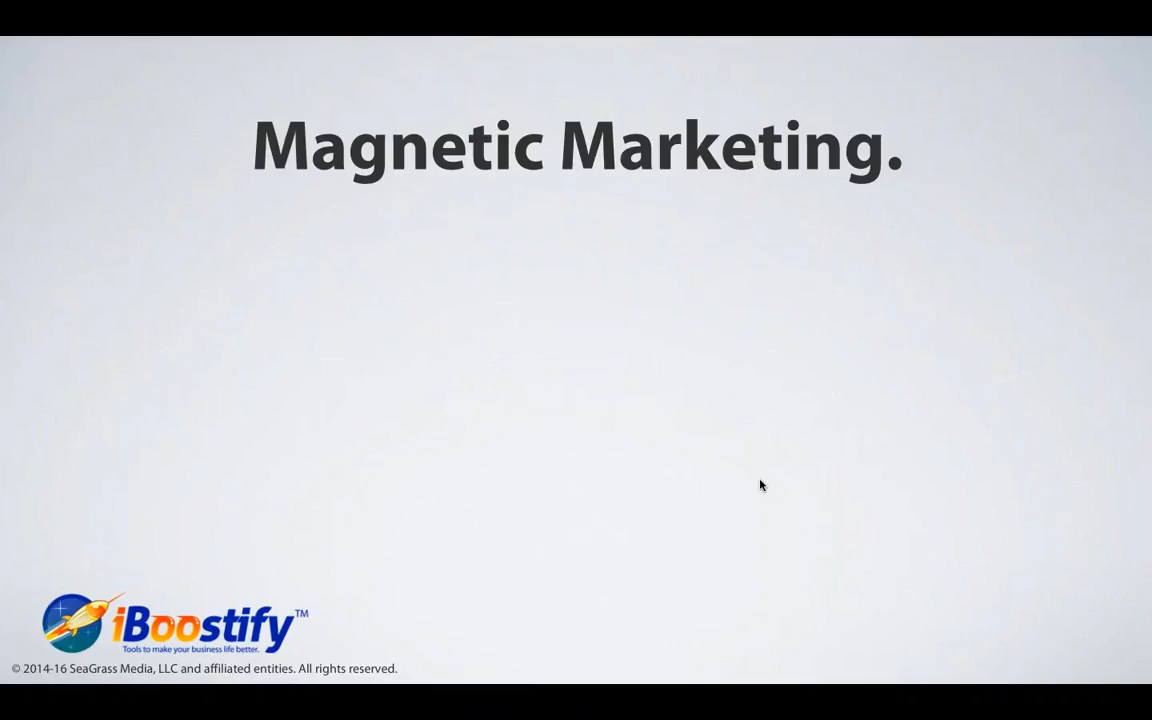 Magnetic Marketing.
iBoostify™
Tools to make your business life better.
© 2014-16 SeaGrass Media, LLC and affiliated entities. All rights reserved.